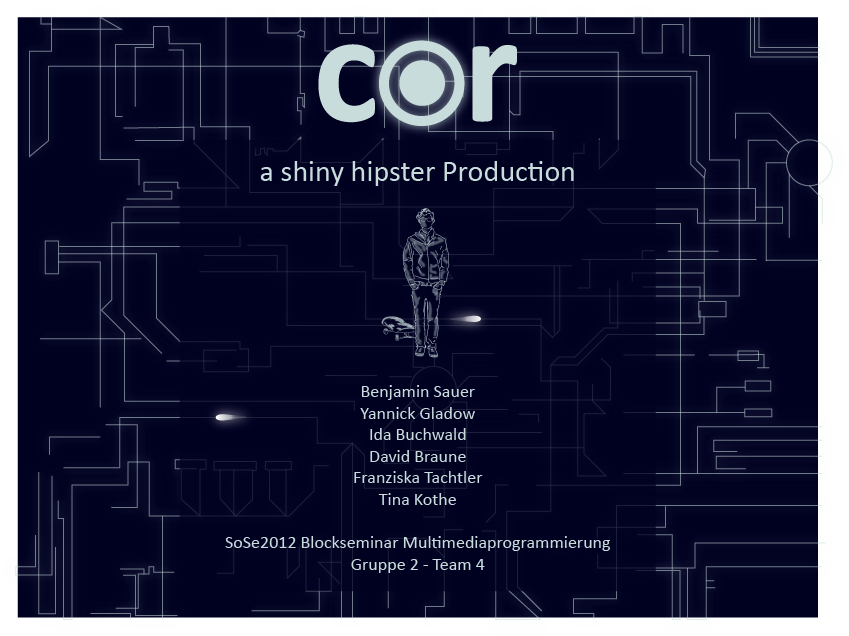 cor
a shiny hipster Production
Benjamin Sauer
Yannick Gladow
Ida Buchwald
David Braune
Franziska Tachtler
Tina Kothe
SoSe2012 Blockseminar Multimediaprogrammierung
Gruppe 2 - Team 4